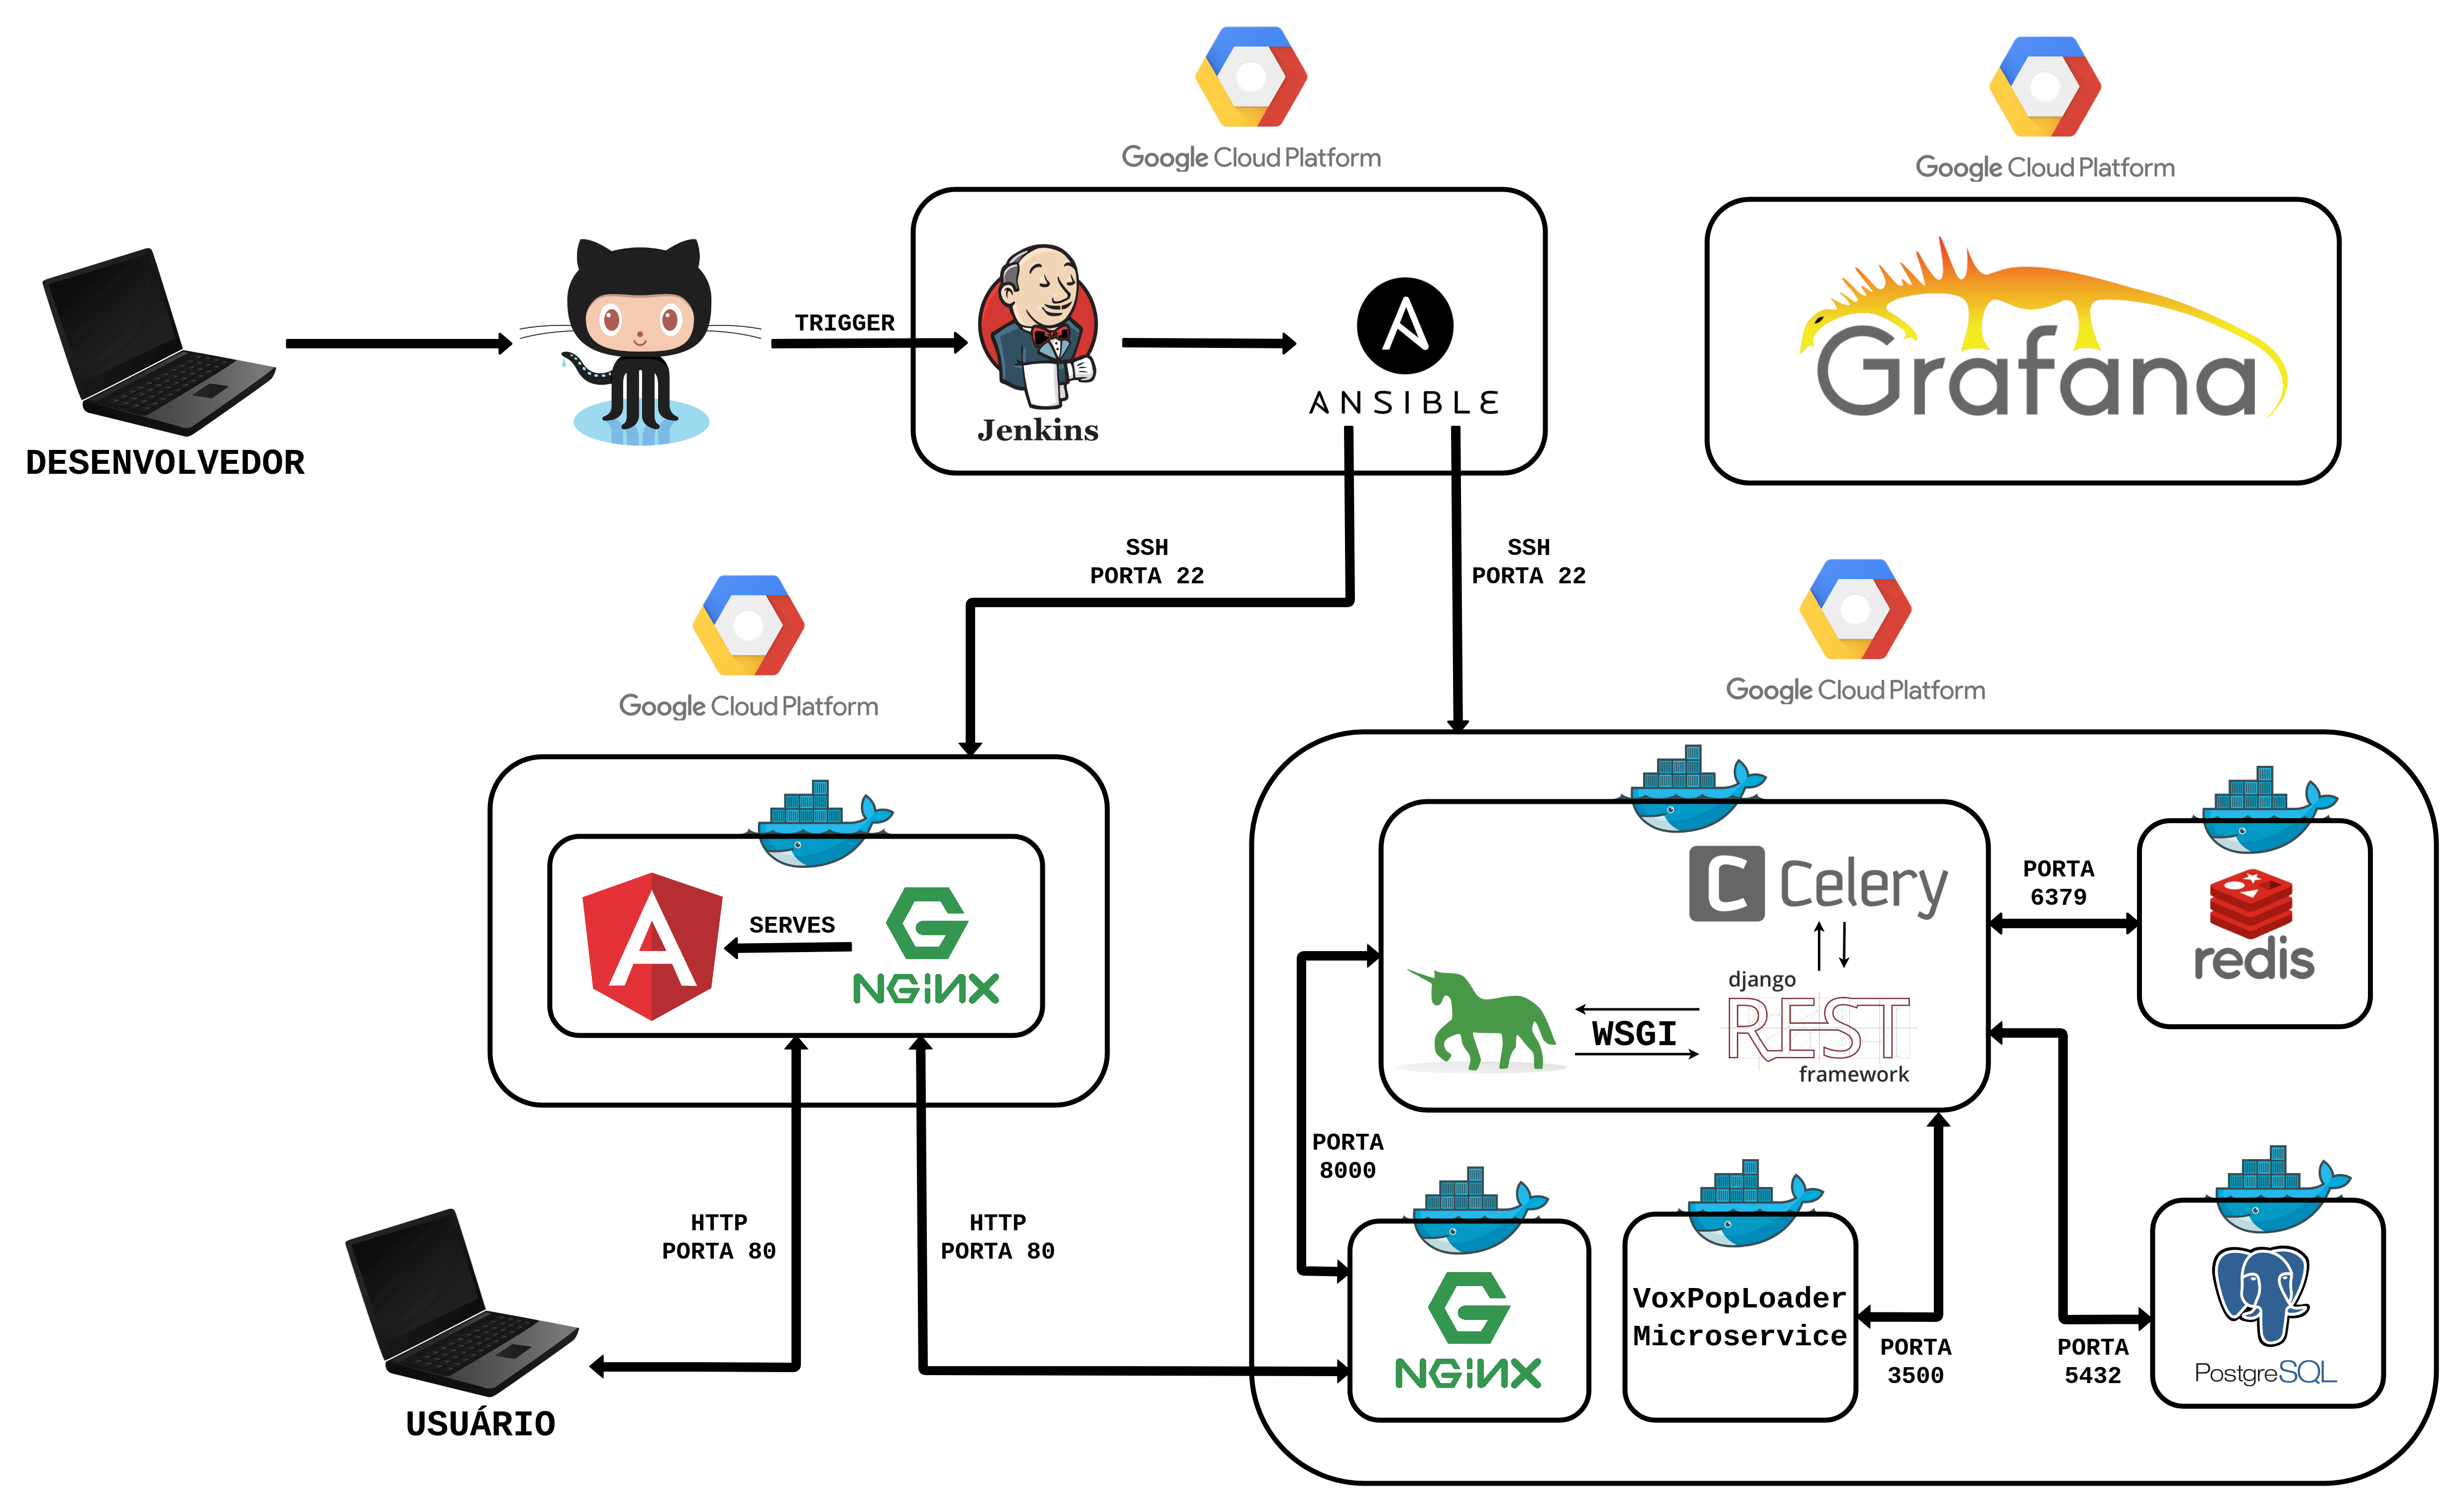 Google Cloud Platform
Google Cloud Platform
TRIGGER
Jenkins
ANSIBLE
Grafana
DESENVOLVEDOR
SSH
PORTA 22
SSH
PORTA 22
Google Cloud Platform
Google Cloud Platform
SERVES
NGINX
Celery
django
REST
framework
WSGI
PORTA
6379
redis
PORTA
8000
HTTP
PORTA 80
HTTP
PORTA 80
USUÁRIO
NGINX
VoxPopLoader
Microservice
PORTA
3500
PORTA
5432
PostgreSQL